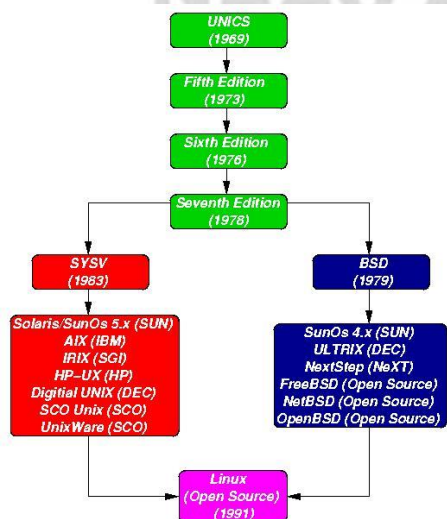 UNICS
(1969)
Fifth Edition
(1973)
Sixth Edition
(1976)
Seventh Edition
(1978)
SYSV
(1983)
BSD
(1979)
Solaris/SunOs 5.x (SUN)
AIX (IBM)
IRIX (SGI)
HP-UX (HP)
Digitial UNIX (DEC)
SCO Unix (SCO)
UnixWare (SCO)
SunOs 4.x (SUN)
ULTRIX (DEC)
NextStep (NeXT)
FreeBSD (Open Source)
NetBSD (Open Source)
OpenBSD (Open Source)
Linux
(Open Source)
(1991)